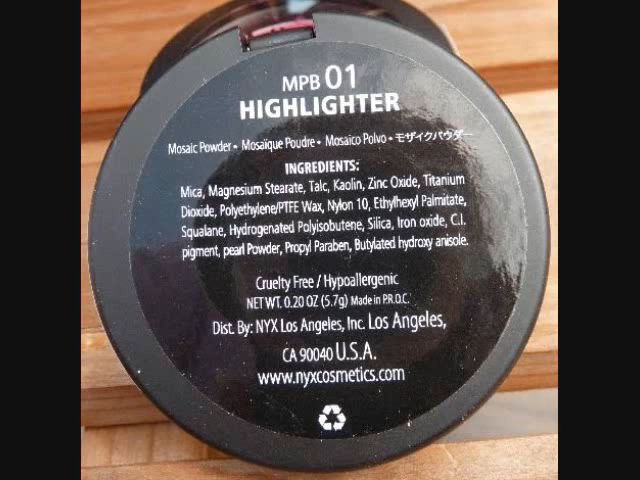 MPB 01
HIGHLIGHTER
Mosaic Powder • Mosaïque Poudre • Mosaico Polvo • モザイクパウダー
INGREDIENTS:
Mica, Magnesium Stearate, Talc, Kaolin, Zinc Oxide, Titanium
Dioxide, Polyethylene/PTFE Wax, Nylon 10, Ethylhexyl Palmitate,
Squalane, Hydrogenated Polyisobutene, Silica, Iron oxide, C.I.
pigment, pearl Powder, Propyl Paraben, Butylated hydroxy anisole.
Cruelty Free / Hypoallergenic
NET WT. 0.20 OZ (5.7g) Made in P.R.O.C.
Dist. By: NYX Los Angeles, Inc. Los Angeles,
CA 90040 U.S.A.
www.nyxcosmetics.com